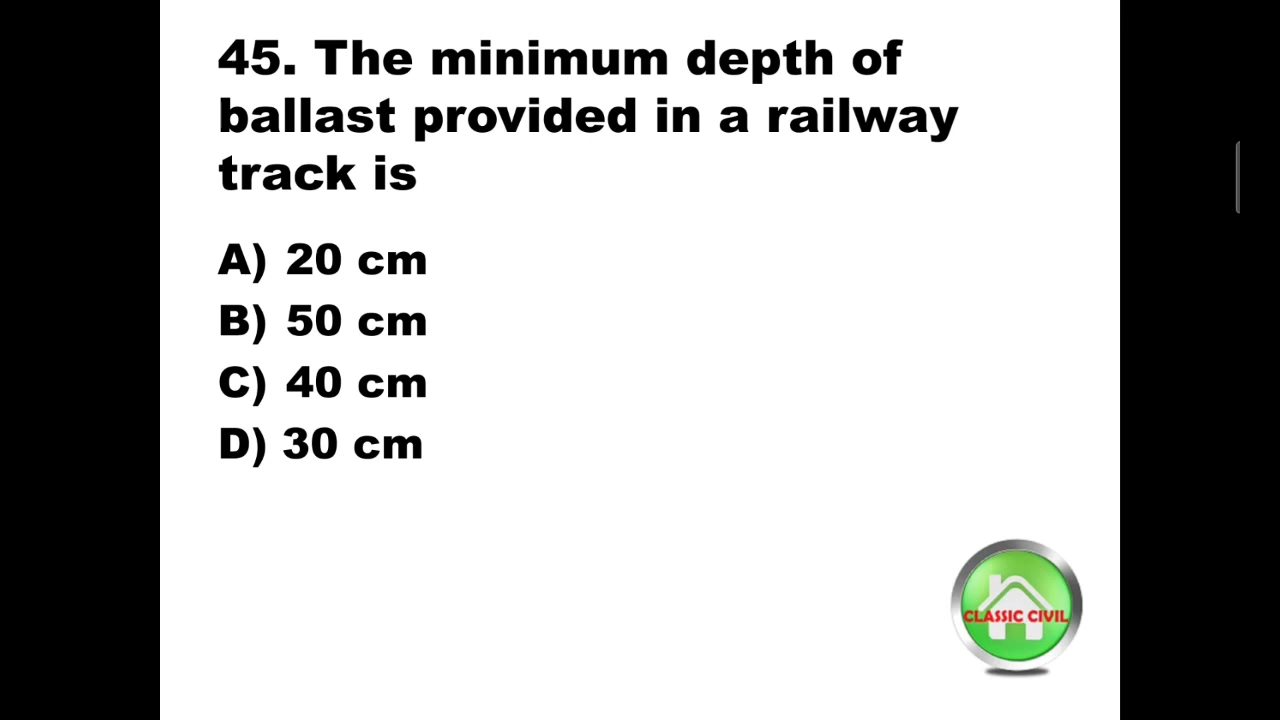 45. The minimum depth of
ballast provided in a railway
track is
A) 20 cm
B) 50 cm
C) 40 cm
D) 30 cm
CLASSIC CIVIL